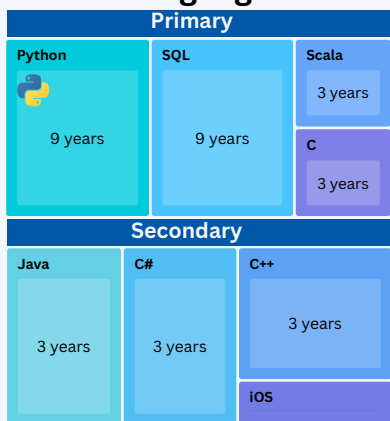 Primary
Python
9 years
SQL
9 years
Scala
3 years
C
3 years
Secondary
Java
3 years
C#
3 years
C++
3 years
iOS